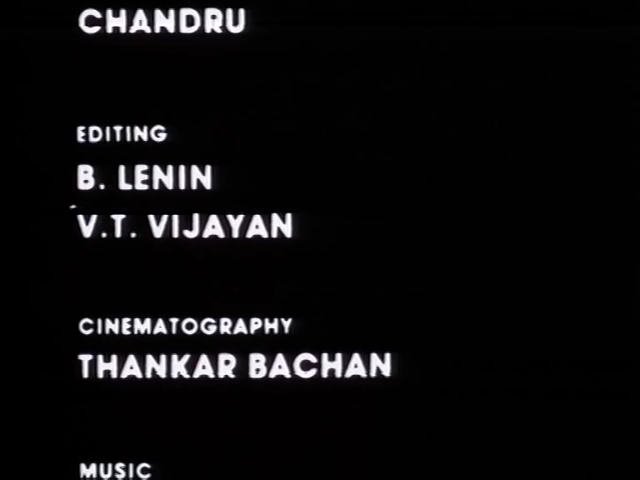 CHANDRU
EDITING
B. LENIN
V.T. VIJAYAN
CINEMATOGRAPHY
THANKAR BACHAN
MUSIC